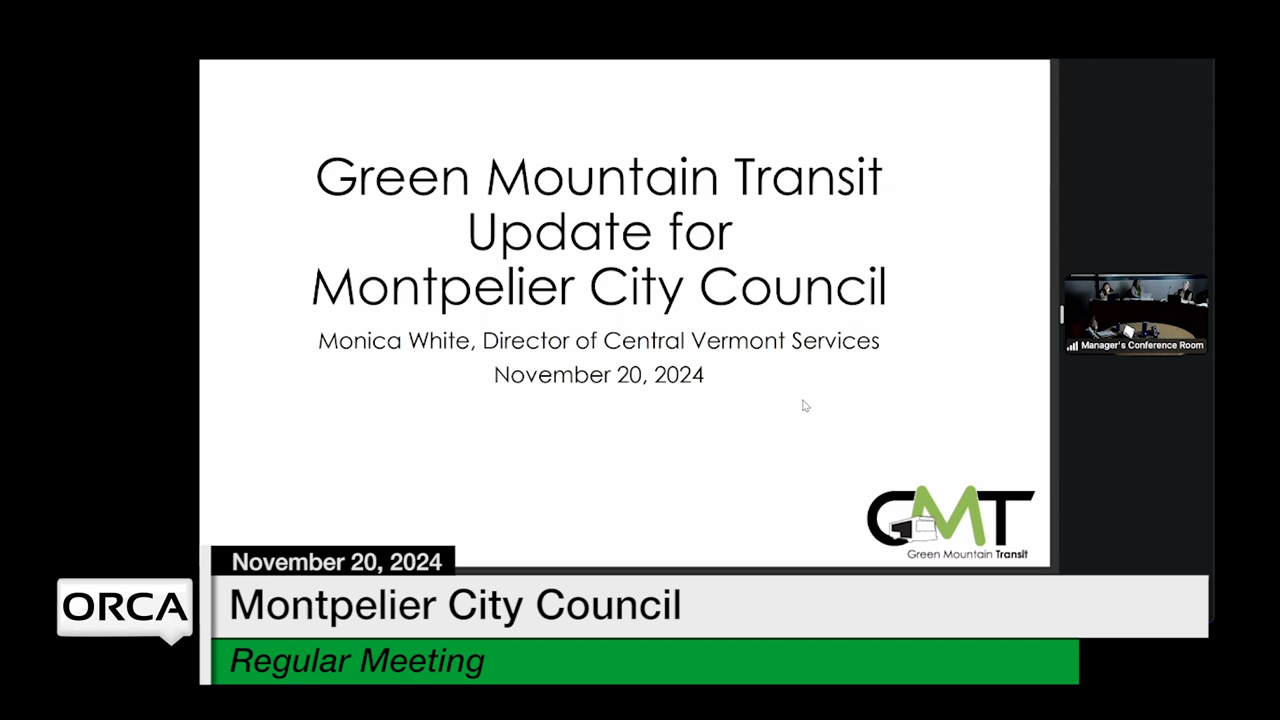 Green Mountain Transit
Update for
Montpelier City Council
Monica White, Director of Central Vermont Services
November 20, 2024
Manager's Conference Room
GMT
Green Mountain Transit
November 20, 2024
ORCA
Montpelier City Council
Regular Meeting